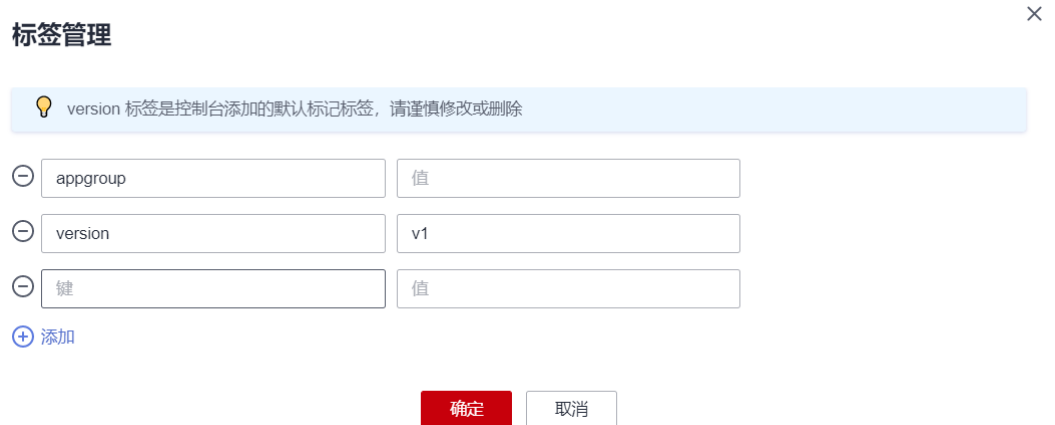 标签管理
version 标签是控制台添加的默认标记标签，请谨慎修改或删除
appgroup 值
version v1
键 值
添加
确定 取消